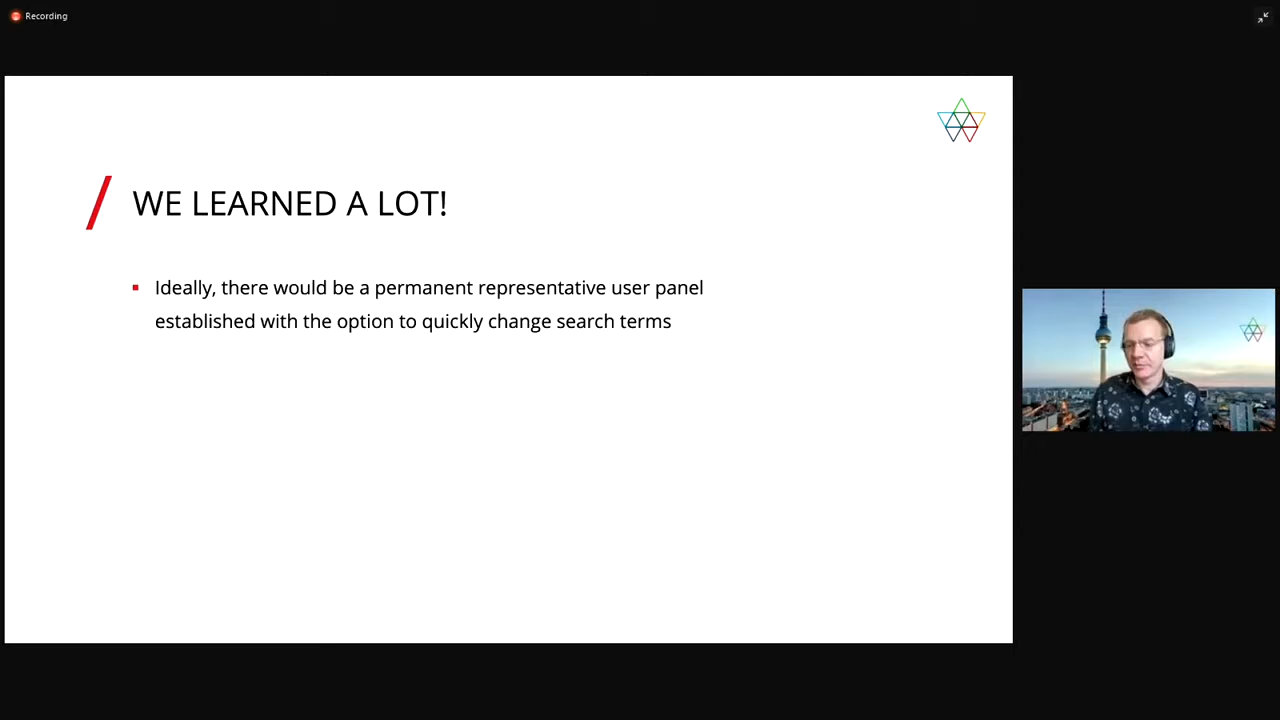 Recording
WE LEARNED A LOT!
Ideally, there would be a permanent representative user panel
established with the option to quickly change search terms